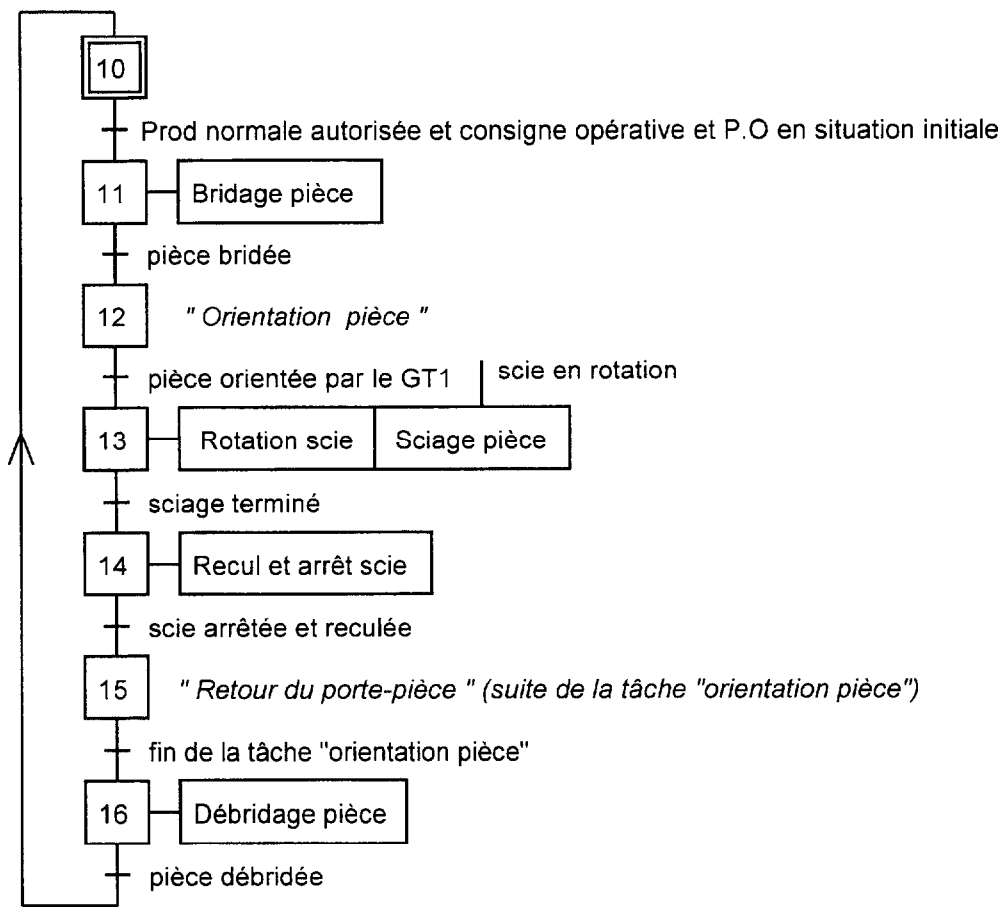 10
Prod normale autorisée et consigne opérative et P.O en situation initiale
11 Bridage pièce
pièce bridée
12 " Orientation pièce "
pièce orientée par le GT1 scie en rotation
13 Rotation scie Sciage pièce
sciage terminé
14 Recul et arrêt scie
scie arrêtée et reculée
15 " Retour du porte-pièce " (suite de la tâche "orientation pièce")
fin de la tâche "orientation pièce"
16 Débridage pièce
pièce débridée